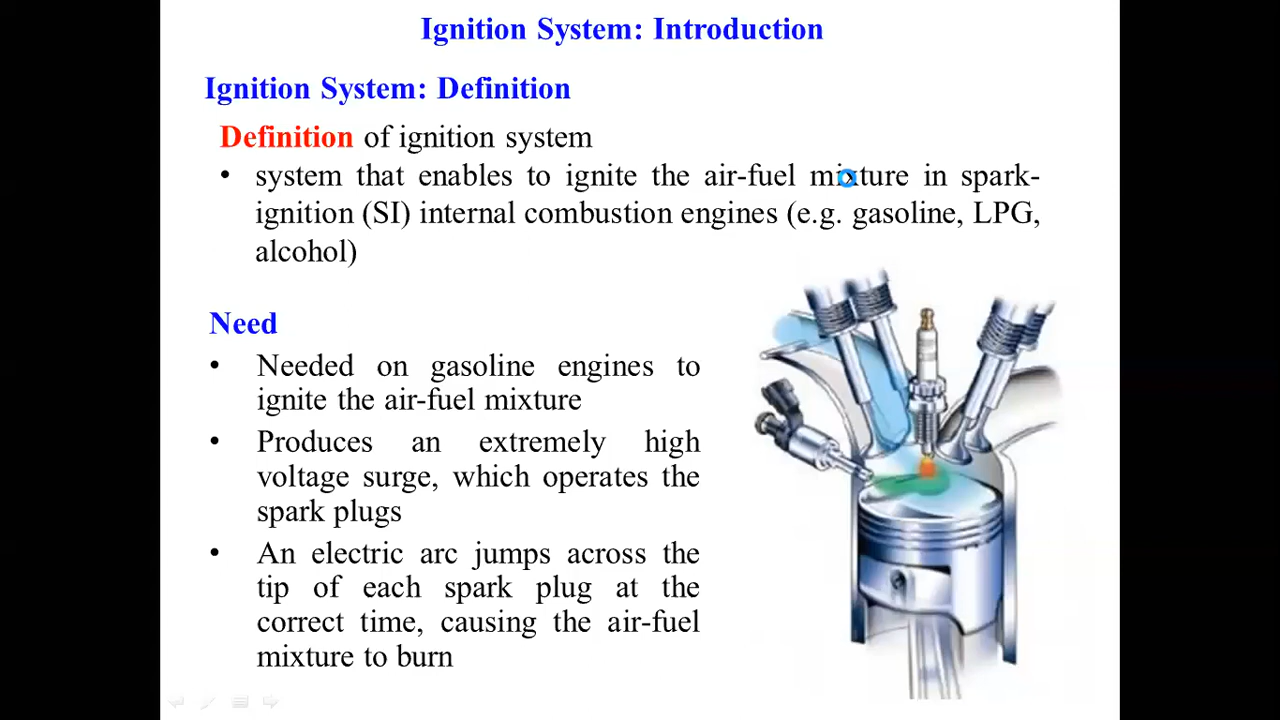 Ignition System: Introduction
Ignition System: Definition
Definition of ignition system
• system that enables to ignite the air-fuel mixture in spark-
ignition (SI) internal combustion engines (e.g. gasoline, LPG,
alcohol)
Need
• Needed on gasoline engines to
ignite the air-fuel mixture
• Produces an extremely high
voltage surge, which operates the
spark plugs
• An electric arc jumps across the
tip of each spark plug at the
correct time, causing the air-fuel
mixture to burn